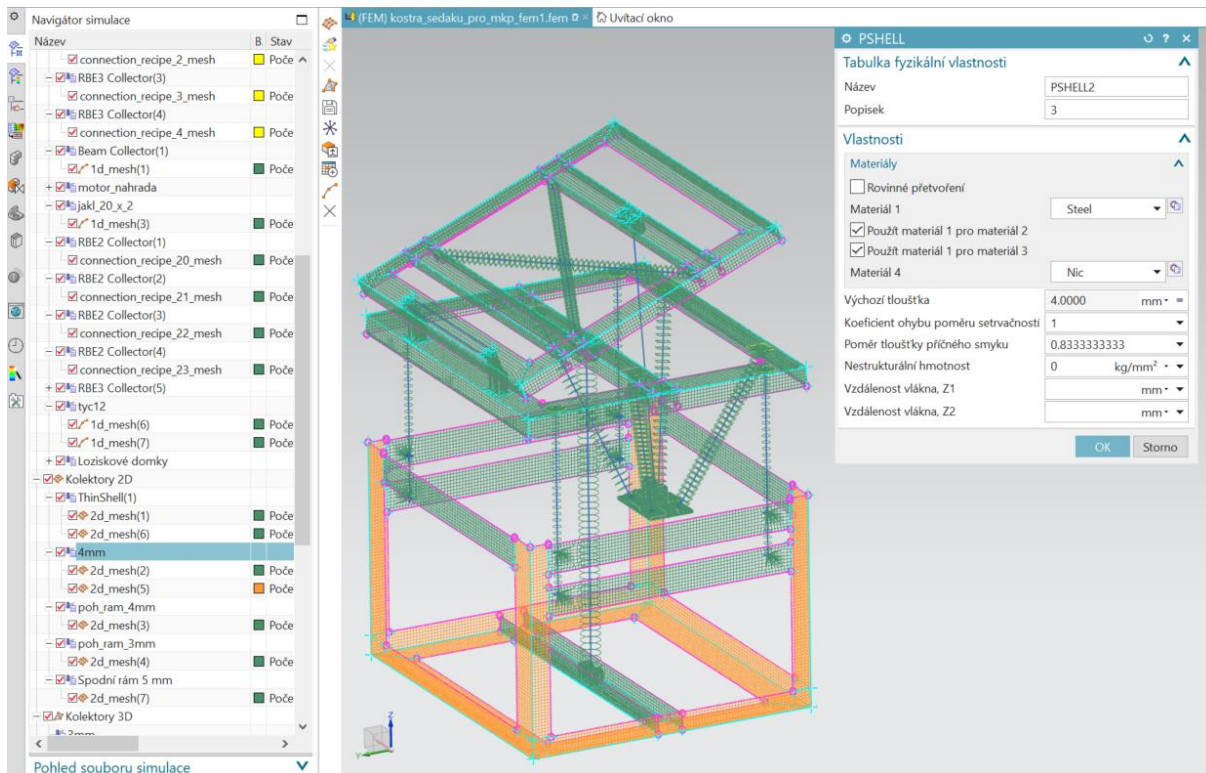 Navigátor simulace
Název B. Stav
connection_recipe_2_mesh Poče
RBE3 Collector(3)
connection_recipe_3_mesh Poče
RBE3 Collector(4)
connection_recipe_4_mesh Poče
Beam Collector(1)
1d_mesh(1) Poče
motor_nahrada
jakl_20_x_2
1d_mesh(3) Poče
RBE2 Collector(1)
connection_recipe_20_mesh Poče
RBE2 Collector(2)
connection_recipe_21_mesh Poče
RBE2 Collector(3)
connection_recipe_22_mesh Poče
RBE2 Collector(4)
connection_recipe_23_mesh Poče
RBE3 Collector(5)
tyc12
1d_mesh(6) Poče
1d_mesh(7) Poče
Loziskové domky
Kolektory 2D
ThinShell(1)
2d_mesh(1) Poče
2d_mesh(6) Poče
4mm
2d_mesh(2) Poče
2d_mesh(5) Poče
poh_ram_4mm
2d_mesh(3) Poče
poh_ram_3mm
2d_mesh(4) Poče
Spodní rám 5 mm
2d_mesh(7) Poče
Kolektory 3D
Pohled souboru simulace
(FEM) kostra_sedaku_pro_mkp_fem1.fem Uvítací okno
Z
Y
PSHELL
Tabulka fyzikální vlastnosti
Název PSHELL2
Popisek 3
Vlastnosti
Materiály
Rovinné přetvoření
Materiál 1 Steel
Použít materiál 1 pro materiál 2
Použít materiál 1 pro materiál 3
Materiál 4 Nic
Výchozí tloušťka 4.0000 mm =
Koeficient ohybu poměru setrvačností 1
Poměr tloušťky příčného smyku 0.8333333333
Nestrukturální hmotnost 0 kg/mm²
Vzdálenost vlákna, Z1 mm
Vzdálenost vlákna, Z2 mm
OK Storno